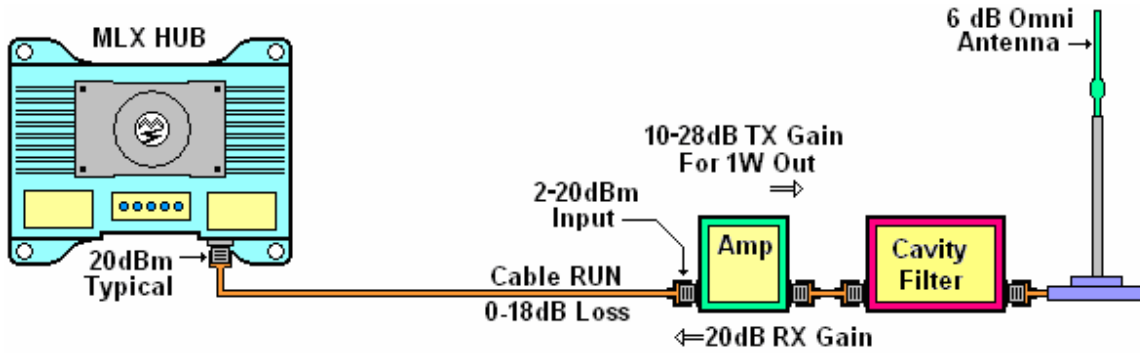 MLX HUB
20dBm
Typical
Cable RUN
0-18dB Loss
2-20dBm
Input
10-28dB TX Gain
For 1W Out
Amp
20dB RX Gain
Cavity
Filter
6 dB Omni
Antenna